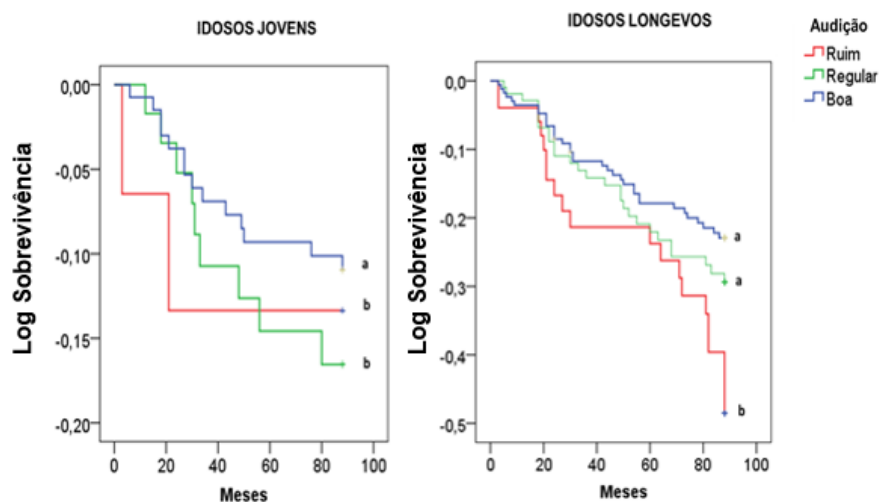 IDOSOS JOVENS
Log Sobrevivência
0,00
-0,05
-0,10
-0,15
-0,20
a
b
b
0 20 40 60 80 100
Meses
IDOSOS LONGEVOS
Log Sobrevivência
0,0
-0,1
-0,2
-0,3
-0,4
-0,5
a
a
b
0 20 40 60 80 100
Meses
Audição
Ruim
Regular
Boa